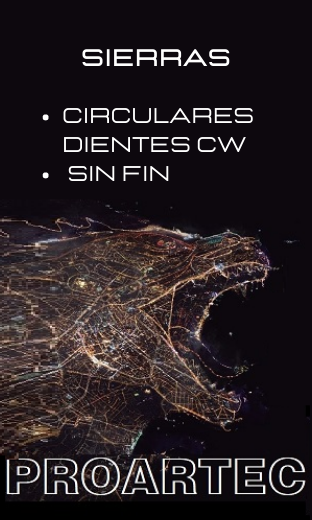 SIERRAS
• CIRCULARES
DIENTES CW
• SIN FIN
PROARTEC